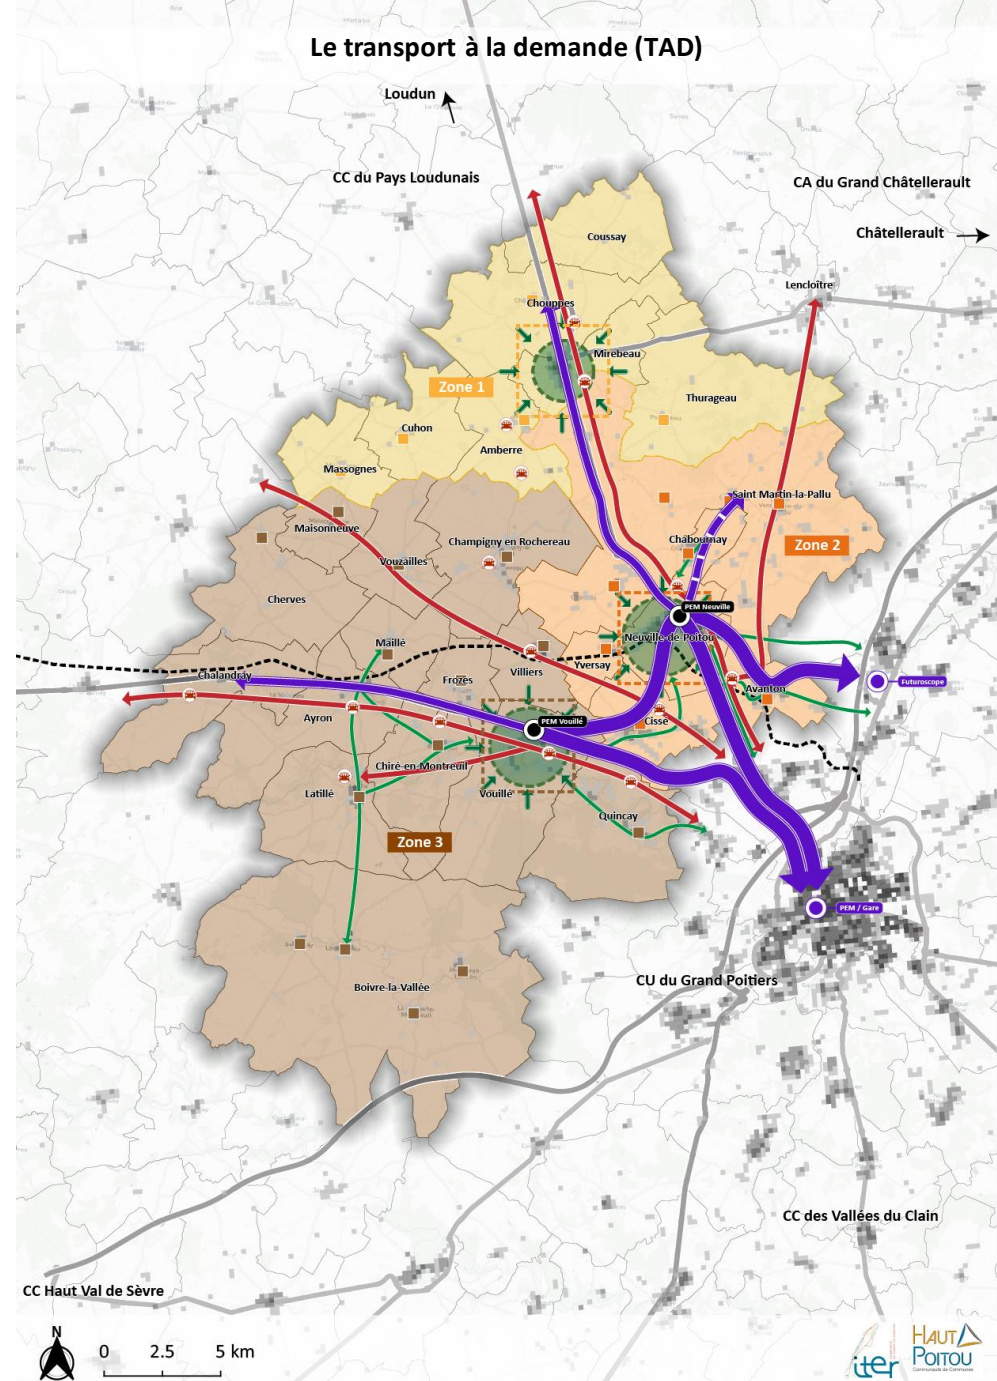 Le transport à la demande (TAD)
Loudun
CC du Pays Loudunais
CA du Grand Châtellerault
Châtellerault
Coussay
Lencloître
Chouppes
Mirebeau
Zone 1
Thurageau
Cuhon
Amberre
Massognes
Saint Martin-la-Pallu
Maisonneuve
Chabournay
Champigny en Rochereau
Zone 2
Vouzailles
Cherves
PEM Neuville
Neuville-de-Poitou
Maillé
Yversay
Villiers
Chalandray
Frozes
Futuroscope
Avanton
Ayron
PEM Vouillé
Cissé
Chiré-en-Montreuil
Latillé
Vouillé
Quincay
Zone 3
PEM / Gare
CU du Grand Poitiers
Boivre-la-Vallée
CC des Vallées du Clain
CC Haut Val de Sèvre
N
0 2.5 5 km
iter
HAUT
POITOU
Communauté de Communes